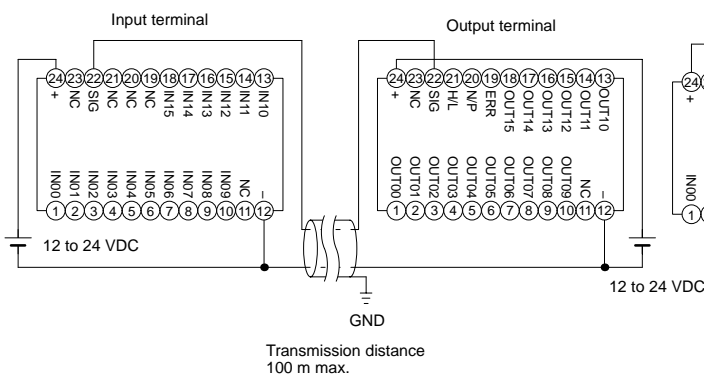 Input terminal
Output terminal
24 23 22 21 20 19 18 17 16 15 14 13
+ NC SIG NC NC NC IN15 IN14 IN13 IN12 IN11 IN10
IN00 IN01 IN02 IN03 IN04 IN05 IN06 IN07 IN08 IN09 NC –
1 2 3 4 5 6 7 8 9 10 11 12
24 23 22 21 20 19 18 17 16 15 14 13
+ NC SIG H/L N/P ERR OUT15 OUT14 OUT13 OUT12 OUT11 OUT10
OUT00 OUT01 OUT02 OUT03 OUT04 OUT05 OUT06 OUT07 OUT08 OUT09 NC –
1 2 3 4 5 6 7 8 9 10 11 12
24
+
IN00
1
12 to 24 VDC
12 to 24 VDC
GND
Transmission distance
100 m max.